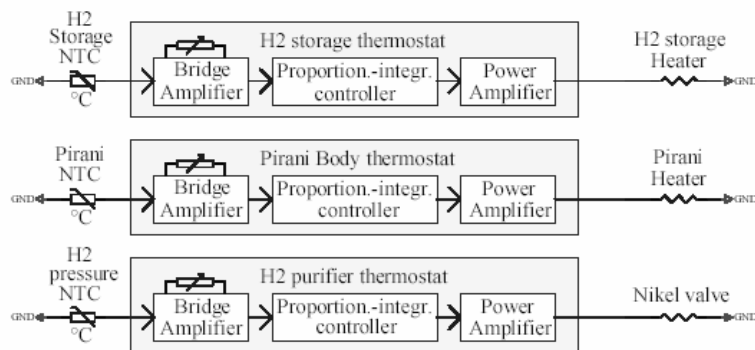 H2
Storage
NTC
GND
°C
H2 storage thermostat
Bridge
Amplifier
Proportion.-integr.
controller
Power
Amplifier
H2 storage
Heater
GND
Pirani
NTC
GND
°C
Pirani Body thermostat
Bridge
Amplifier
Proportion.-integr.
controller
Power
Amplifier
Pirani
Heater
GND
H2
pressure
NTC
GND
°C
H2 purifier thermostat
Bridge
Amplifier
Proportion.-integr.
controller
Power
Amplifier
Nikel valve
GND